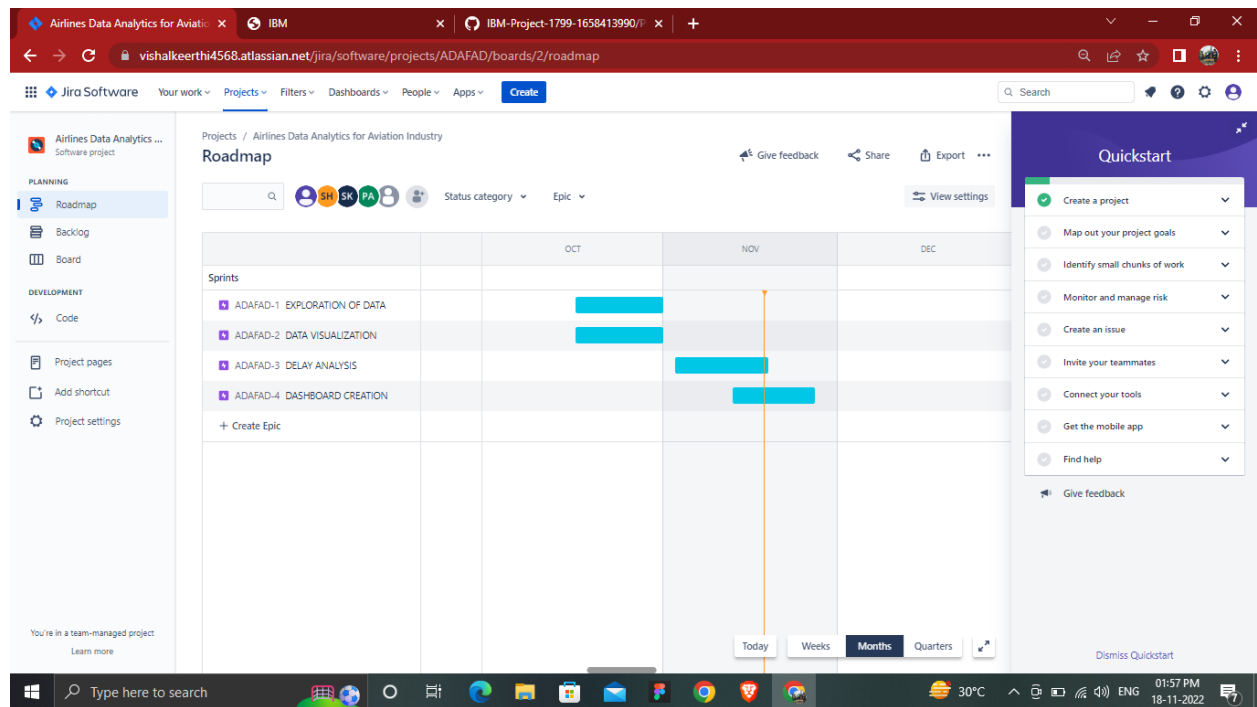 Airlines Data Analytics for Aviatio
IBM
IBM-Project-1799-1658413990/P
vishalkeerthi4568.atlassian.net/jira/software/projects/ADAFAD/boards/2/roadmap
Jira Software Your work Projects Filters Dashboards People Apps Create Search
Airlines Data Analytics ...
Software project
PLANNING
Roadmap
Backlog
Board
DEVELOPMENT
Code
Project pages
Add shortcut
Project settings
You're in a team-managed project
Learn more
Projects / Airlines Data Analytics for Aviation Industry
Roadmap
Give feedback Share Export
SH SK PA Status category Epic View settings
OCT NOV DEC
Sprints
ADAFAD-1 EXPLORATION OF DATA
ADAFAD-2 DATA VISUALIZATION
ADAFAD-3 DELAY ANALYSIS
ADAFAD-4 DASHBOARD CREATION
+ Create Epic
Today Weeks Months Quarters
Quickstart
Create a project
Map out your project goals
Identify small chunks of work
Monitor and manage risk
Create an issue
Invite your teammates
Connect your tools
Get the mobile app
Find help
Give feedback
Dismiss Quickstart
Type here to search
30°C ENG 01:57 PM
18-11-2022
7